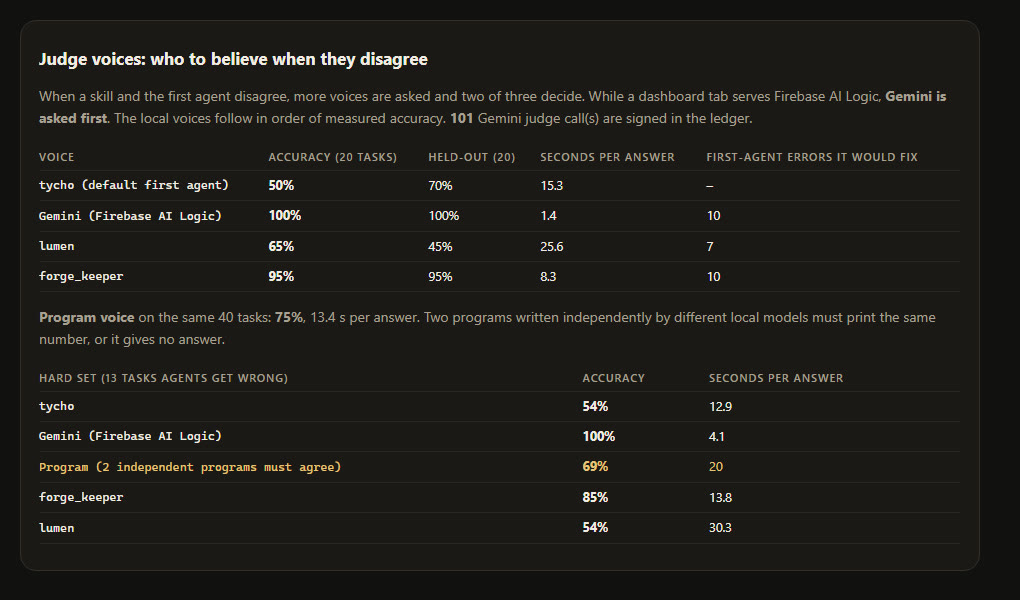 Judge voices: who to believe when they disagree
When a skill and the first agent disagree, more voices are asked and two of three decide. While a dashboard tab serves Firebase AI Logic, Gemini is
asked first. The local voices follow in order of measured accuracy. 101 Gemini judge call(s) are signed in the ledger.
VOICE ACCURACY (20 TASKS) HELD-OUT (20) SECONDS PER ANSWER FIRST-AGENT ERRORS IT WOULD FIX
tycho (default first agent) 50% 70% 15.3 –
Gemini (Firebase AI Logic) 100% 100% 1.4 10
lumen 65% 45% 25.6 7
forge_keeper 95% 95% 8.3 10
Program voice on the same 40 tasks: 75%, 13.4 s per answer. Two programs written independently by different local models must print the same
number, or it gives no answer.
HARD SET (13 TASKS AGENTS GET WRONG) ACCURACY SECONDS PER ANSWER
tycho 54% 12.9
Gemini (Firebase AI Logic) 100% 4.1
Program (2 independent programs must agree) 69% 20
forge_keeper 85% 13.8
lumen 54% 30.3